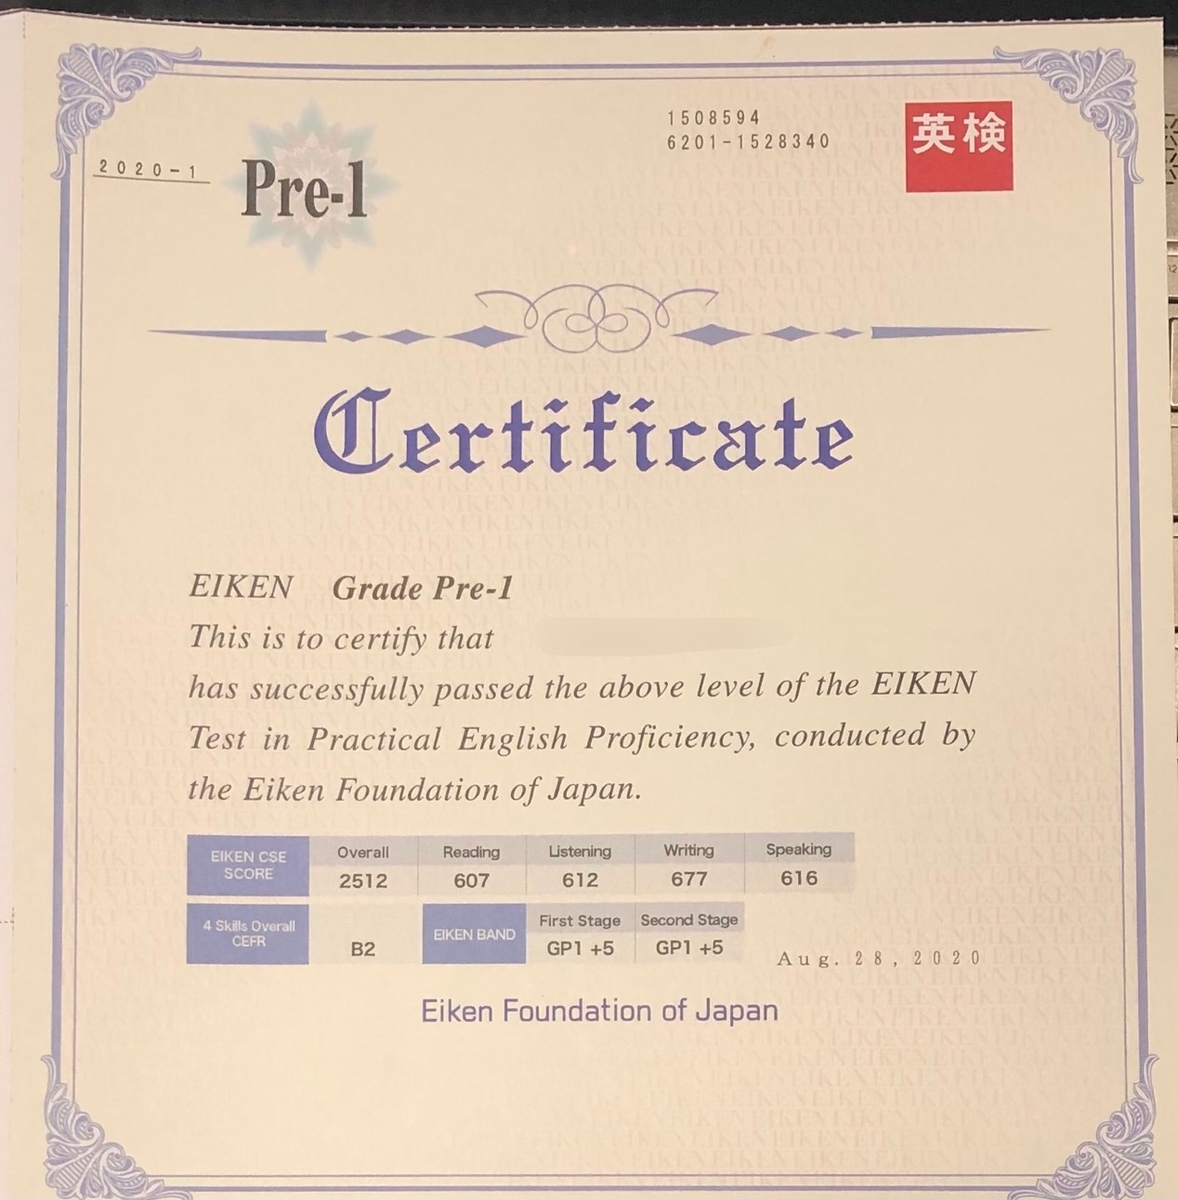 1508594
6201-1528340
英検
2020-1
Pre-1
Certificate
EIKEN Grade Pre-1
This is to certify that
has successfully passed the above level of the EIKEN
Test in Practical English Proficiency, conducted by
the Eiken Foundation of Japan.
EIKEN CSE SCORE Overall Reading Listening Writing Speaking
2512 607 612 677 616
4 Skills Overall CEFR B2 EIKEN BAND First Stage Second Stage
GP1 +5 GP1 +5
Aug. 28, 2020
Eiken Foundation of Japan